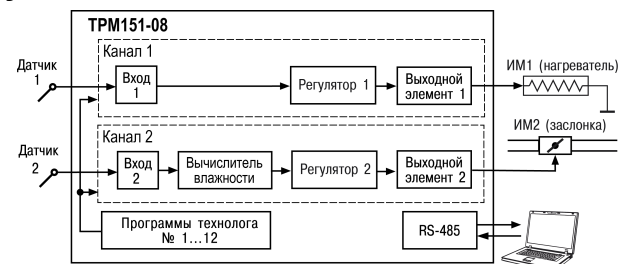 ТРМ151-08
Канал 1
Датчик
1
Вход
1
Регулятор 1
Выходной
элемент 1
ИМ1 (нагреватель)
ИМ2 (заслонка)
Канал 2
Датчик
2
Вход
2
Вычислитель
влажности
Регулятор 2
Выходной
элемент 2
Программы технолога
№ 1...12
RS-485